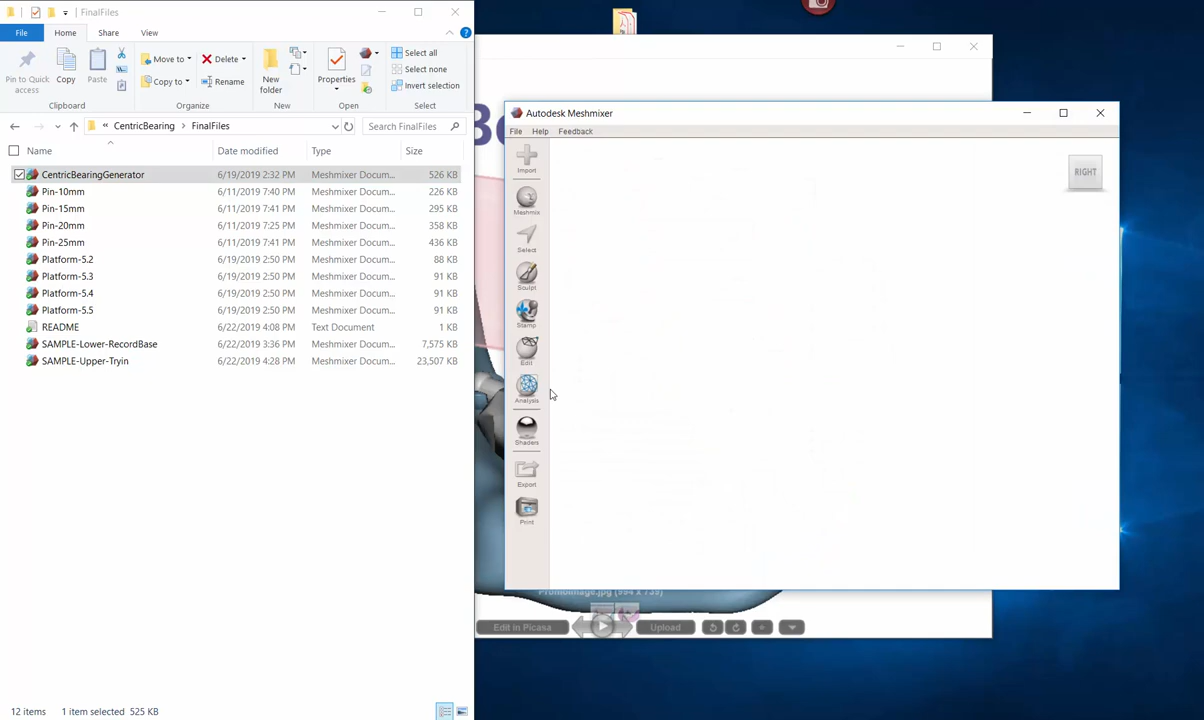 FinalFiles
File Home Share View
Pin to Quick access
Copy
Paste
Move to
Copy to
Delete
Rename
New folder
Properties
Select all
Select none
Invert selection
Clipboard Organize New Open Select
« CentricBearing FinalFiles
Search FinalFiles
Name Date modified Type Size
CentricBearingGenerator 6/19/2019 2:32 PM Meshmixer Docum... 526 KB
Pin-10mm 6/11/2019 7:40 PM Meshmixer Docum... 226 KB
Pin-15mm 6/11/2019 7:41 PM Meshmixer Docum... 295 KB
Pin-20mm 6/11/2019 7:25 PM Meshmixer Docum... 358 KB
Pin-25mm 6/11/2019 7:41 PM Meshmixer Docum... 436 KB
Platform-5.2 6/19/2019 2:50 PM Meshmixer Docum... 88 KB
Platform-5.3 6/19/2019 2:50 PM Meshmixer Docum... 91 KB
Platform-5.4 6/19/2019 2:50 PM Meshmixer Docum... 91 KB
Platform-5.5 6/19/2019 2:50 PM Meshmixer Docum... 91 KB
README 6/22/2019 4:08 PM Text Document 1 KB
SAMPLE-Lower-RecordBase 6/22/2019 3:36 PM Meshmixer Docum... 7,575 KB
SAMPLE-Upper-Tryin 6/22/2019 4:28 PM Meshmixer Docum... 23,507 KB
12 items 1 item selected 525 KB
Autodesk Meshmixer
File Help Feedback
Import
Meshmix
Select
Sculpt
Stamp
Edit
Analysis
Shaders
Export
Print
RIGHT
PromoImage.jpg (994 x 739)
Edit in Picasa
Upload